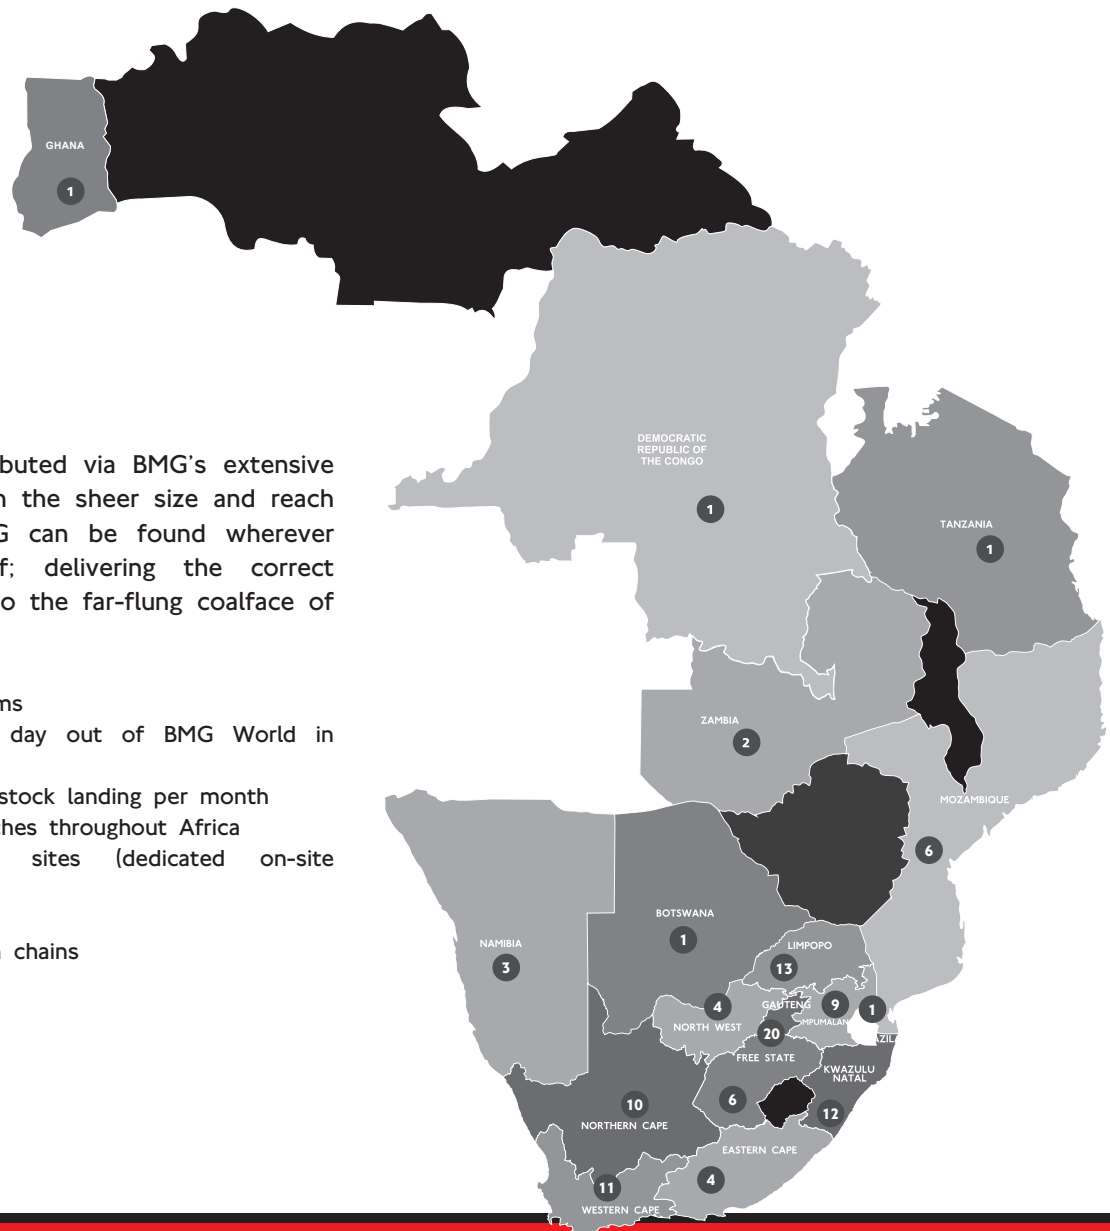 GHANA
1
buted via BMG's extensive
n the sheer size and reach
G can be found wherever
f; delivering the correct
o the far-flung coalface of
ms
day out of BMG World in
stock landing per month
ches throughout Africa
sites (dedicated on-site
chains
DEMOCRATIC
REPUBLIC OF
THE CONGO
1
TANZANIA
1
ZAMBIA
2
MOZAMBIQUE
6
BOTSWANA
1
NAMIBIA
3
LIMPOPO
13
4
NORTH WEST
GAUTENG
20
9
MPUMALAN
1
AZIL
FREE STATE
6
KWAZULU
NATAL
12
10
NORTHERN CAPE
EASTERN CAPE
4
11
WESTERN CAPE